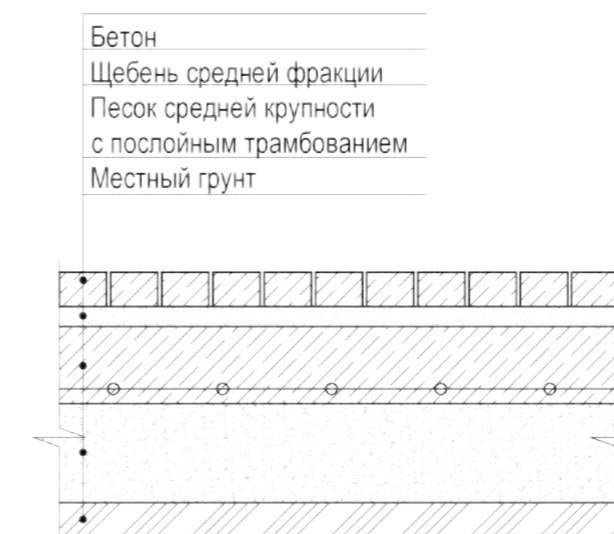 Бетон
Щебень средней фракции
Песок средней крупности
с послойным трамбованием
Местный грунт